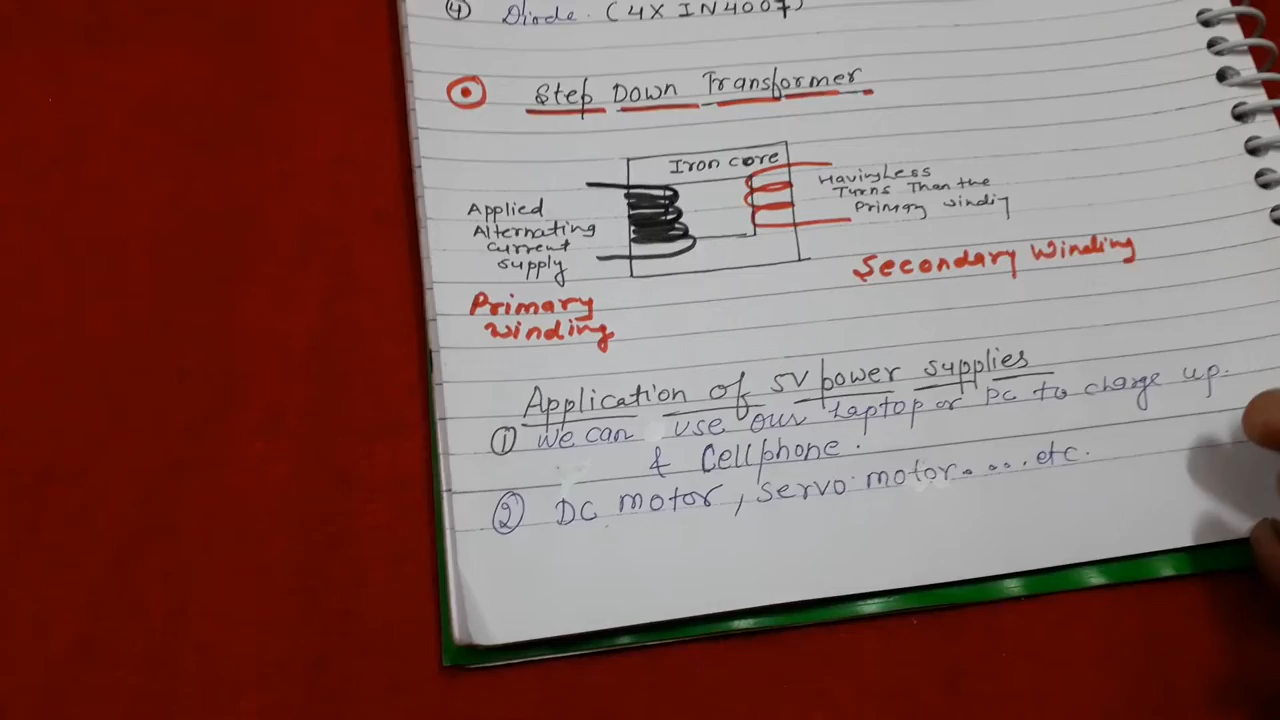 ④ Diode. (4X IN4007)
Step Down Transformer
Iron core
Applied
Alternating
current
supply
Primary
winding
Having Less
Turns Than the
Primary windig
Secondary Winding
Application of 5V power supplies
① we can use our laptop or pc to charge up.
& Cellphone.
② DC motor, servo motor.....etc.